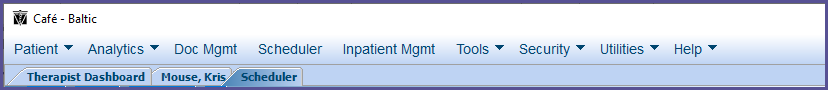 Café - Baltic
Patient Analytics Doc Mgmt Scheduler Inpatient Mgmt Tools Security Utilities Help
Therapist Dashboard Mouse, Kris Scheduler